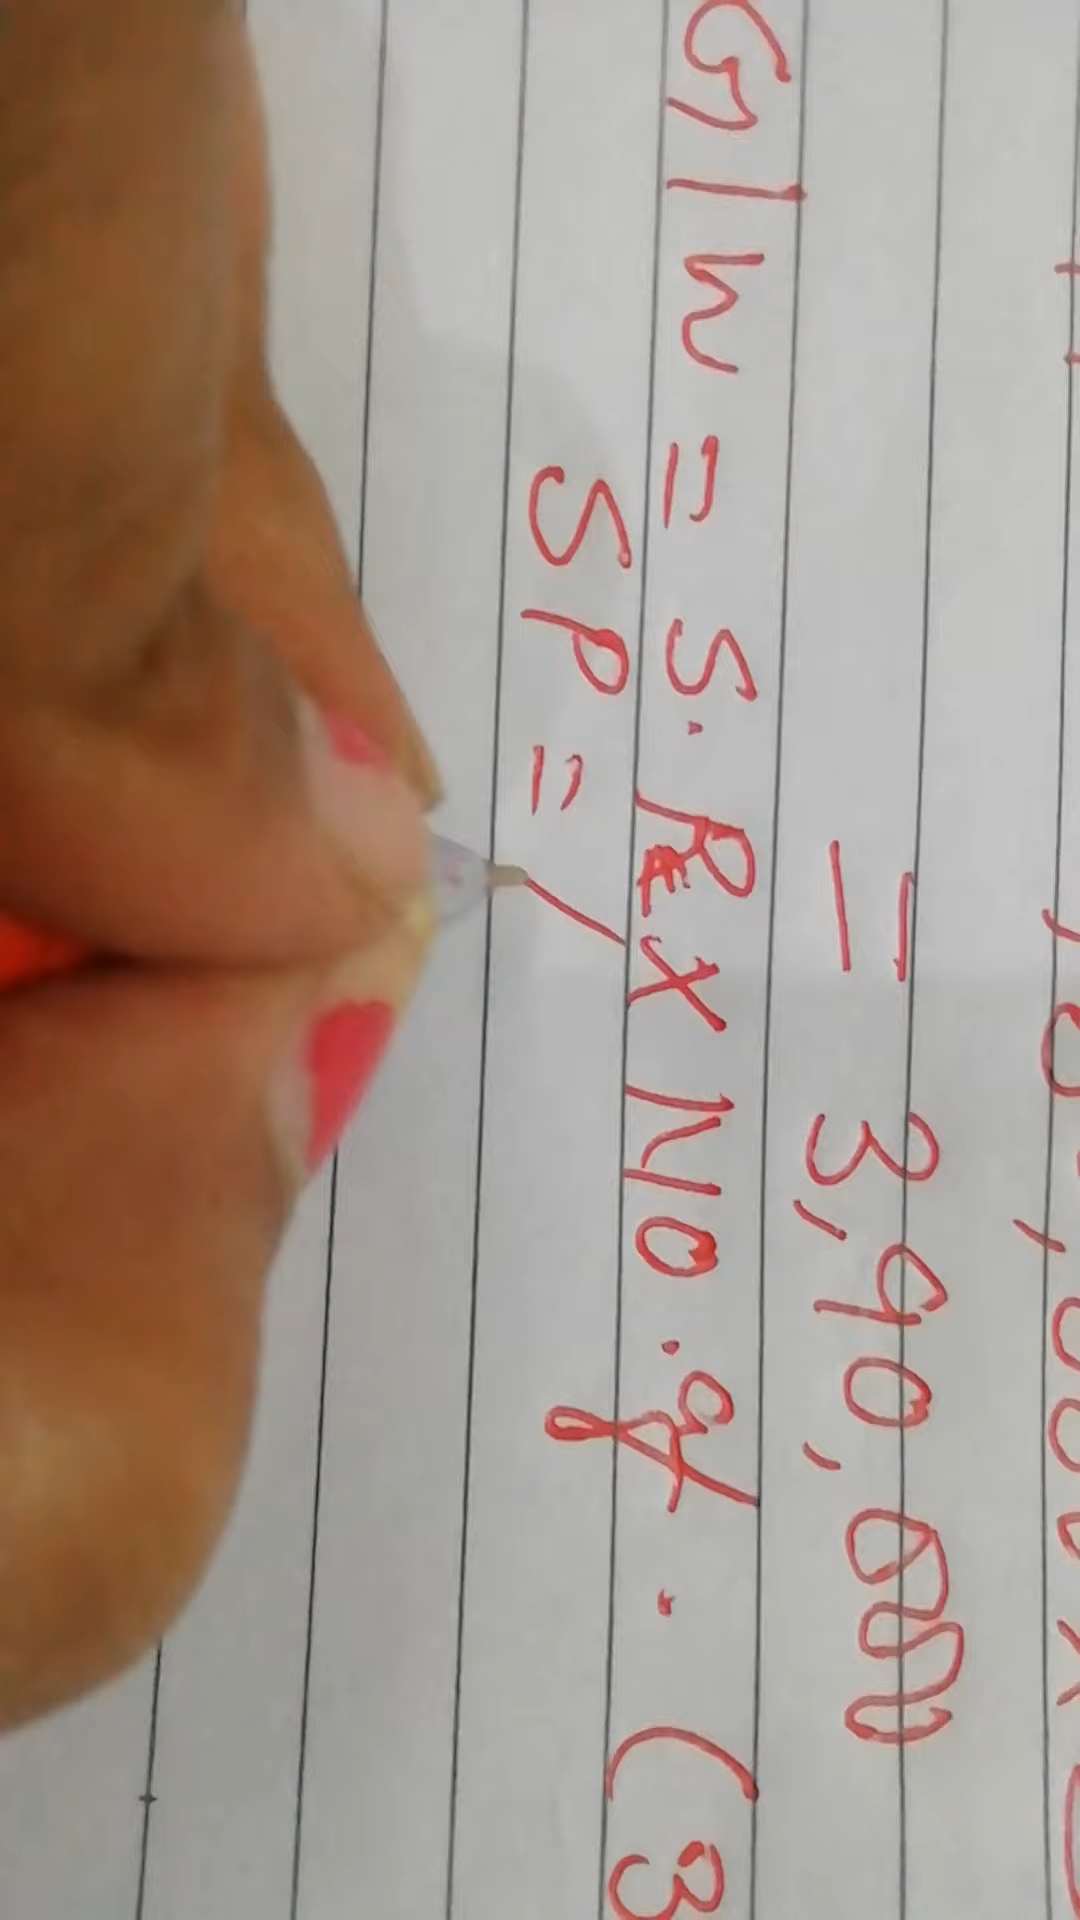 = 3,90,000
G/W = S.P x No. of . (3
SP =